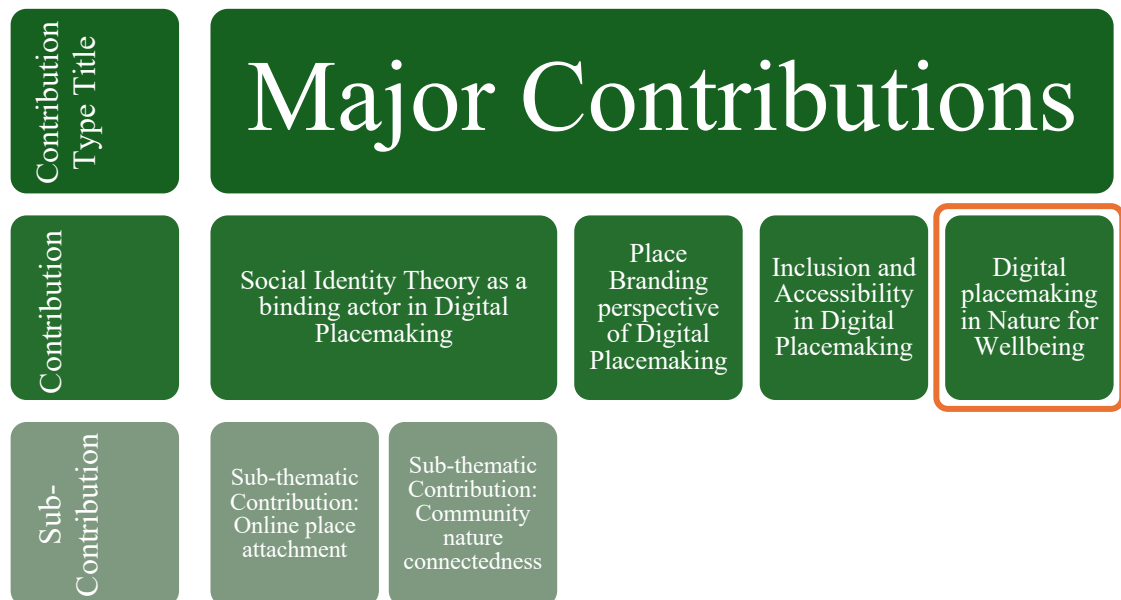 Contribution
Type Title
Major Contributions
Contribution
Social Identity Theory as a
binding actor in Digital
Placemaking
Place
Branding
perspective
of Digital
Placemaking
Inclusion and
Accessibility
in Digital
Placemaking
Digital
placemaking
in Nature for
Wellbeing
Sub-
Contribution
Sub-thematic
Contribution:
Online place
attachment
Sub-thematic
Contribution:
Community
nature
connectedness